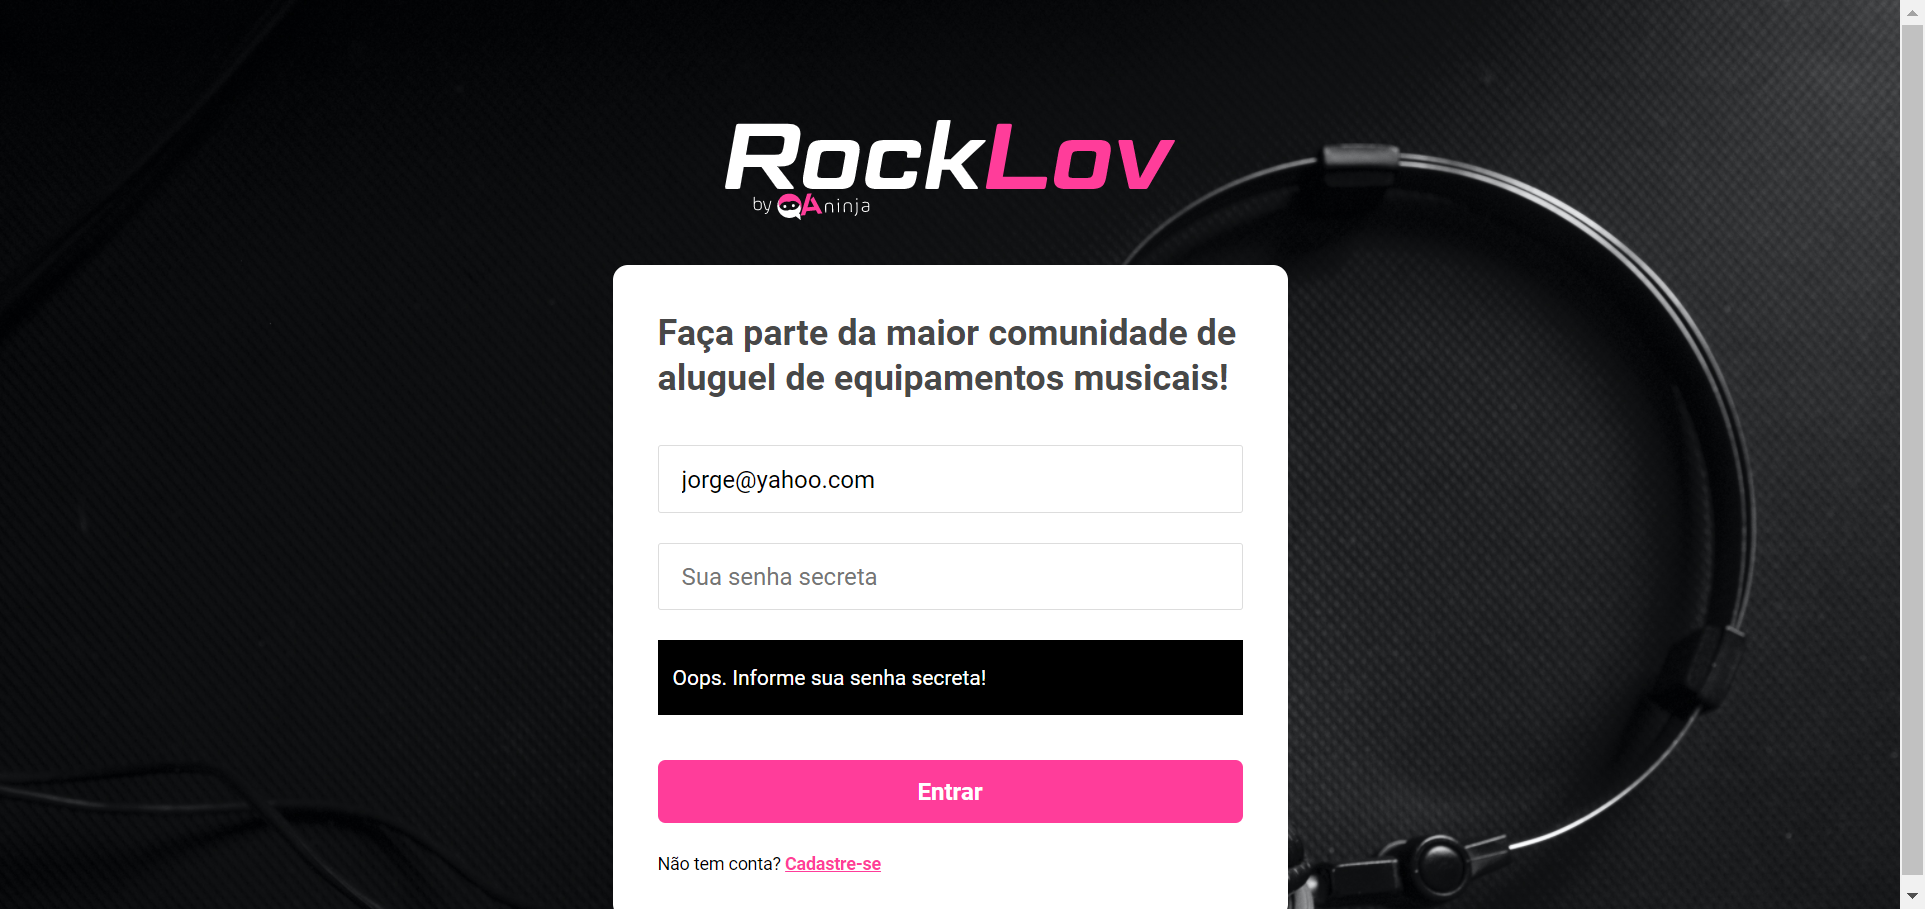 RockLov
by QAninja
Faça parte da maior comunidade de
aluguel de equipamentos musicais!
jorge@yahoo.com
Sua senha secreta
Oops. Informe sua senha secreta!
Entrar
Não tem conta? Cadastre-se